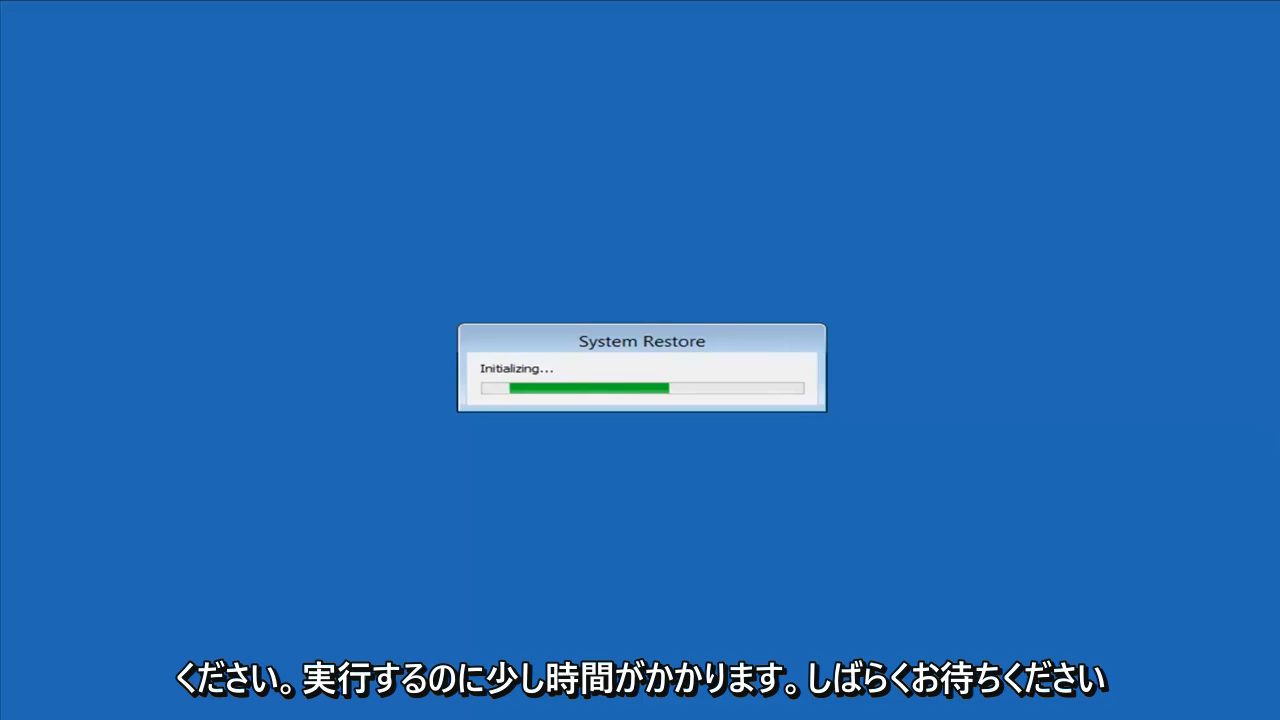 System Restore
Initializing...
ください。実行するのに少し時間がかかります。しばらくお待ちください